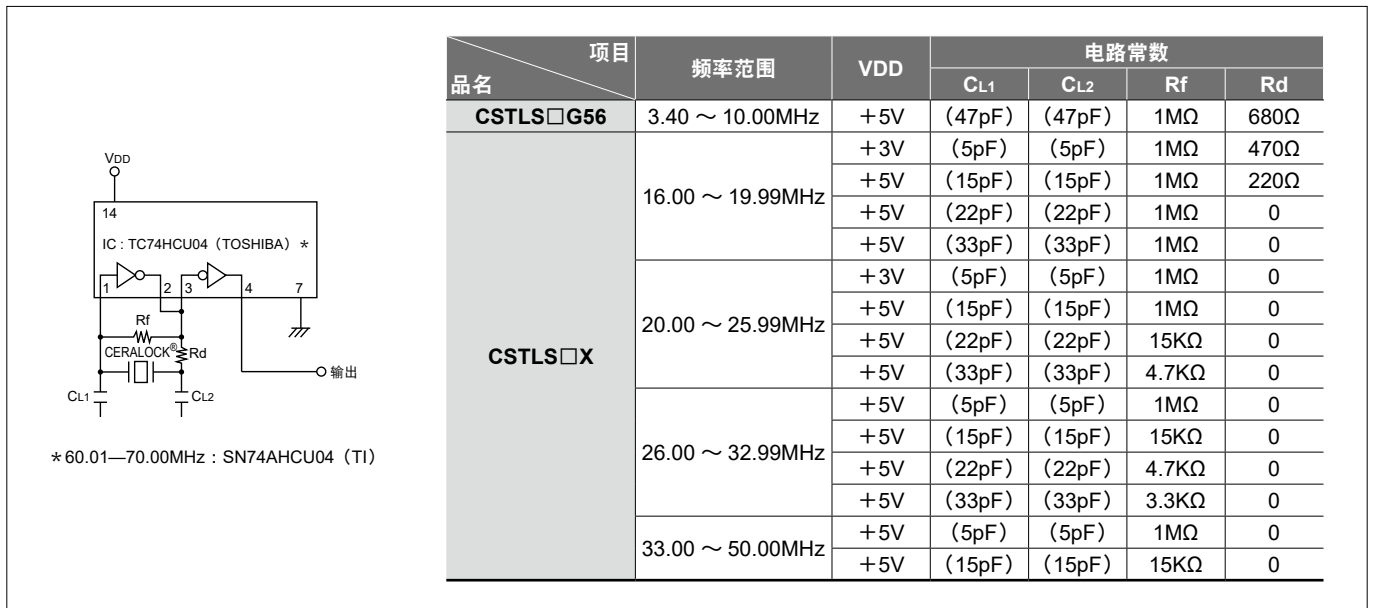 VDD
14
IC : TC74HCU04（TOSHIBA）*
1 2 3 4 7
Rf
CERALOCK® Rd
输出
CL1 CL2
*60.01—70.00MHz : SN74AHCU04（TI）
项目
品名
频率范围 VDD 电路常数
CL1 CL2 Rf Rd
CSTLS□G56 3.40 ～ 10.00MHz ＋5V （47pF） （47pF） 1MΩ 680Ω
CSTLS□X
16.00 ～ 19.99MHz
＋3V （5pF） （5pF） 1MΩ 470Ω
＋5V （15pF） （15pF） 1MΩ 220Ω
＋5V （22pF） （22pF） 1MΩ 0
＋5V （33pF） （33pF） 1MΩ 0
20.00 ～ 25.99MHz
＋3V （5pF） （5pF） 1MΩ 0
＋5V （15pF） （15pF） 1MΩ 0
＋5V （22pF） （22pF） 15KΩ 0
＋5V （33pF） （33pF） 4.7KΩ 0
26.00 ～ 32.99MHz
＋5V （5pF） （5pF） 1MΩ 0
＋5V （15pF） （15pF） 15KΩ 0
＋5V （22pF） （22pF） 4.7KΩ 0
＋5V （33pF） （33pF） 3.3KΩ 0
33.00 ～ 50.00MHz
＋5V （5pF） （5pF） 1MΩ 0
＋5V （15pF） （15pF） 15KΩ 0